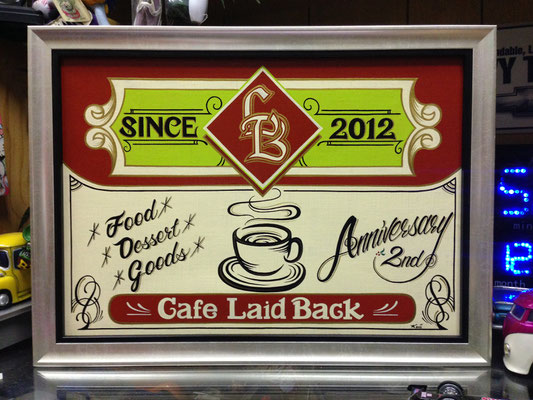 SINCE 2012
LB
Food
Dessert
Goods
Anniversary
2nd
Cafe Laid Back